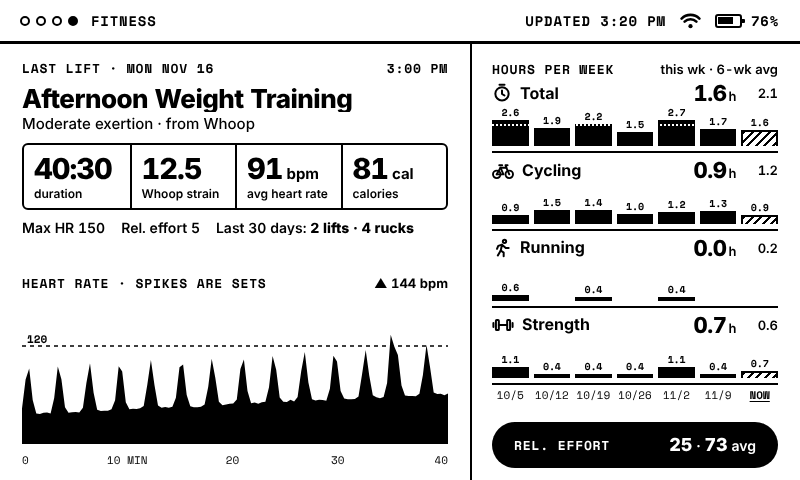 FITNESS
UPDATED 3:20 PM 76%
LAST LIFT · MON NOV 16 3:00 PM
Afternoon Weight Training
Moderate exertion · from Whoop
40:30 12.5 91 bpm 81 cal
duration Whoop strain avg heart rate calories
Max HR 150 Rel. effort 5 Last 30 days: 2 lifts · 4 rucks
HEART RATE · SPIKES ARE SETS ▲ 144 bpm
120
0 10 MIN 20 30 40
HOURS PER WEEK this wk · 6-wk avg
Total 1.6h 2.1
2.6 1.9 2.2 1.5 2.7 1.7 1.6
Cycling 0.9h 1.2
0.9 1.5 1.4 1.0 1.2 1.3 0.9
Running 0.0h 0.2
0.6 0.4 0.4
Strength 0.7h 0.6
1.1 0.4 0.4 0.4 1.1 0.4 0.7
10/5 10/12 10/19 10/26 11/2 11/9 NOW
REL. EFFORT 25 · 73 avg